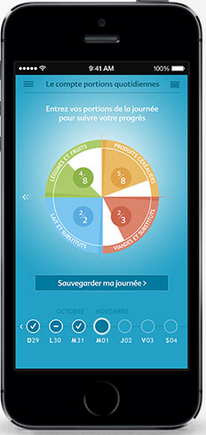 9:41 AM 100%
Le compte portions quotidiennes
Entrez vos portions de la journée
pour suivre votre progrès
LÉGUMES ET FRUITS
PRODUITS CÉRÉALIERS
4/8
4/8
2/2
2/3
LAIT ET SUBSTITUTS
VIANDES ET SUBSTITUTS
Sauvegarder ma journée >
OCTOBRE NOVEMBRE
D29 L30 M31 M01 J02 V03 S04